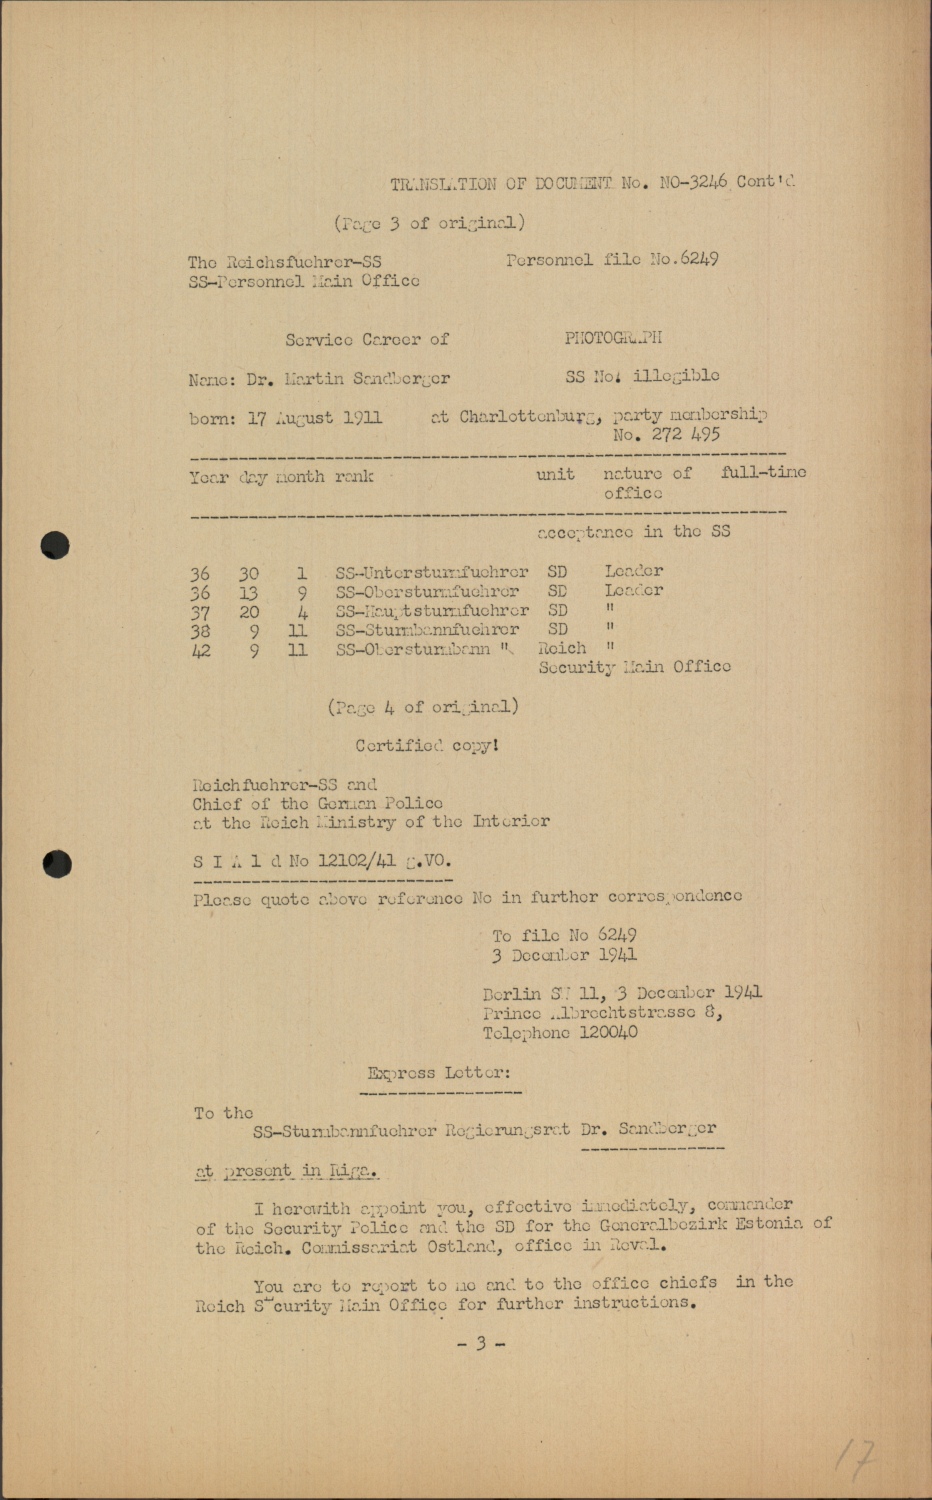 TRANSLATION OF DOCUMENT No. NO-3246 Cont'd
(Page 3 of original)
The Reichsfuehrer-SS Personnel file No.6249
SS-Personnel Main Office
Service Career of PHOTOGRAPH
Name: Dr. Martin Sandberger SS No: illegible
born: 17 August 1911 at Charlottenburg, party membership
No. 272 495
Year day month rank unit nature of full-time
office
acceptance in the SS
36 30 1 SS-Untersturmfuehrer SD Leader
36 13 9 SS-Obersturmfuehrer SD Leader
37 20 4 SS-Hauptsturmfuehrer SD "
38 9 11 SS-Sturmbannfuehrer SD "
42 9 11 SS-Obersturmbann " Reich "
Security Main Office
(Page 4 of original)
Certified copy!
Reichfuehrer-SS and
Chief of the German Police
at the Reich Ministry of the Interior
S I A 1 d No 12102/41 g.VO.
Please quote above reference No in further correspondence
To file No 6249
3 December 1941
Berlin SW 11, 3 December 1941
Prince Albrechtstrasse 8,
Telephone 120040
Express Letter:
To the
SS-Sturmbannfuehrer Regierungsrat Dr. Sandberger
at present in Riga.
I herewith appoint you, effective immediately, commander
of the Security Police and the SD for the Generalbezirk Estonia of
the Reich. Commissariat Ostland, office in Reval.
You are to report to me and to the office chiefs in the
Reich Security Main Office for further instructions.
- 3 -
17